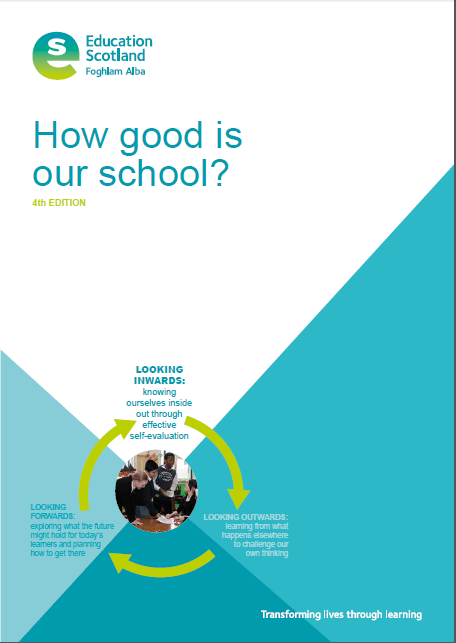 Education
Scotland
Foghlam Alba
How good is
our school?
4th EDITION
LOOKING
INWARDS:
knowing
ourselves inside
out through
effective
self-evaluation
LOOKING OUTWARDS:
learning from what
happens elsewhere
to challenge our
own thinking
LOOKING
FORWARDS:
exploring what the future
might hold for today's
learners and planning
how to get there
Transforming lives through learning